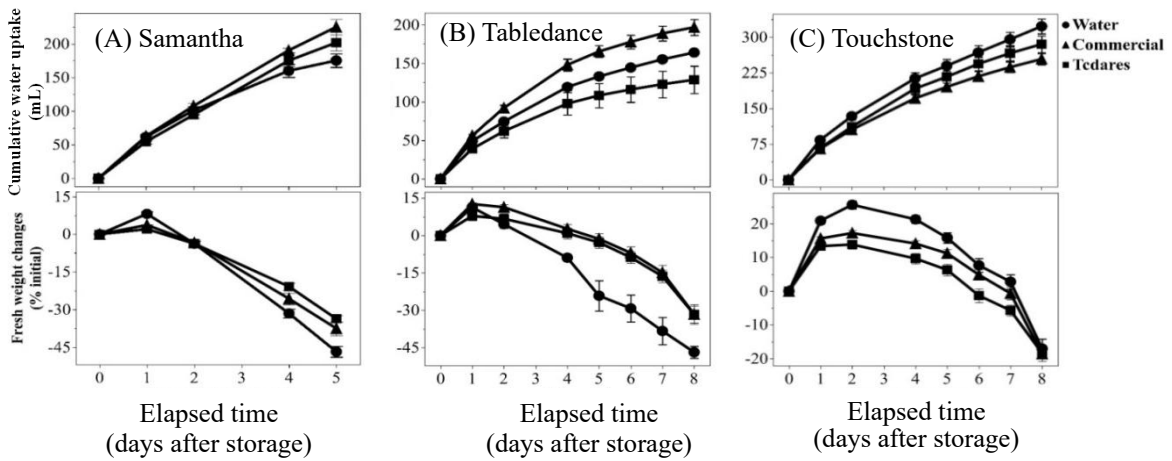 Cumulative water uptake
(mL)
200
150
100
50
0
(A) Samantha
200
150
100
50
0
(B) Tabledance
300
225
150
75
0
(C) Touchstone
Water
Commercial
Tcdares
Fresh weight changes
(% initial)
15
0
-15
-30
-45
15
0
-15
-30
-45
20
10
0
-10
-20
0 1 2 3 4 5
0 1 2 3 4 5 6 7 8
0 1 2 3 4 5 6 7 8
Elapsed time
(days after storage)
Elapsed time
(days after storage)
Elapsed time
(days after storage)